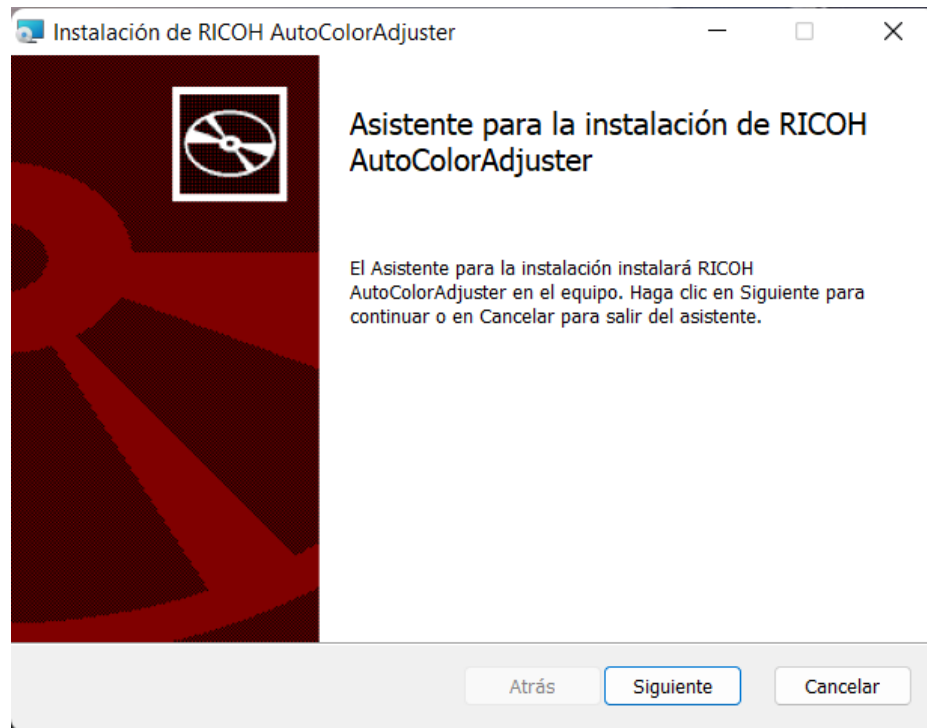 Instalación de RICOH AutoColorAdjuster
Asistente para la instalación de RICOH
AutoColorAdjuster
El Asistente para la instalación instalará RICOH
AutoColorAdjuster en el equipo. Haga clic en Siguiente para
continuar o en Cancelar para salir del asistente.
Atrás
Siguiente
Cancelar